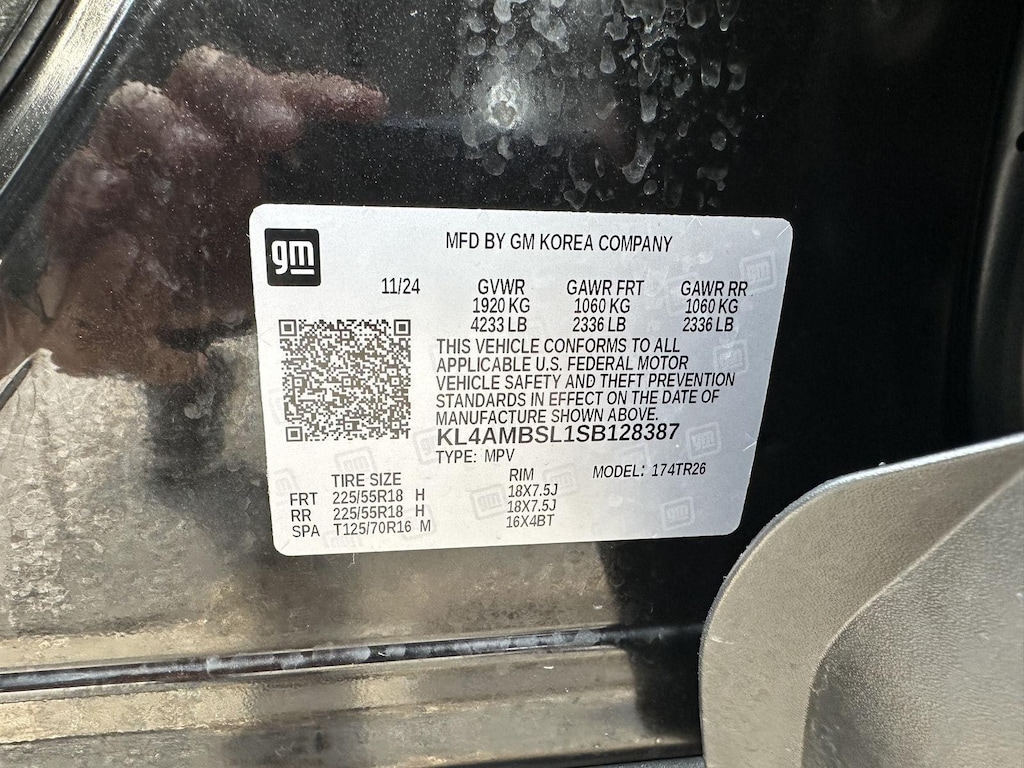 gm
MFD BY GM KOREA COMPANY
11/24 GVWR GAWR FRT GAWR RR
1920 KG 1060 KG 1060 KG
4233 LB 2336 LB 2336 LB
THIS VEHICLE CONFORMS TO ALL
APPLICABLE U.S. FEDERAL MOTOR
VEHICLE SAFETY AND THEFT PREVENTION
STANDARDS IN EFFECT ON THE DATE OF
MANUFACTURE SHOWN ABOVE.
KL4AMBSL1SB128387
TYPE: MPV
MODEL: 174TR26
TIRE SIZE RIM
FRT 225/55R18 H 18X7.5J
RR 225/55R18 H 18X7.5J
SPA T125/70R16 M 16X4BT